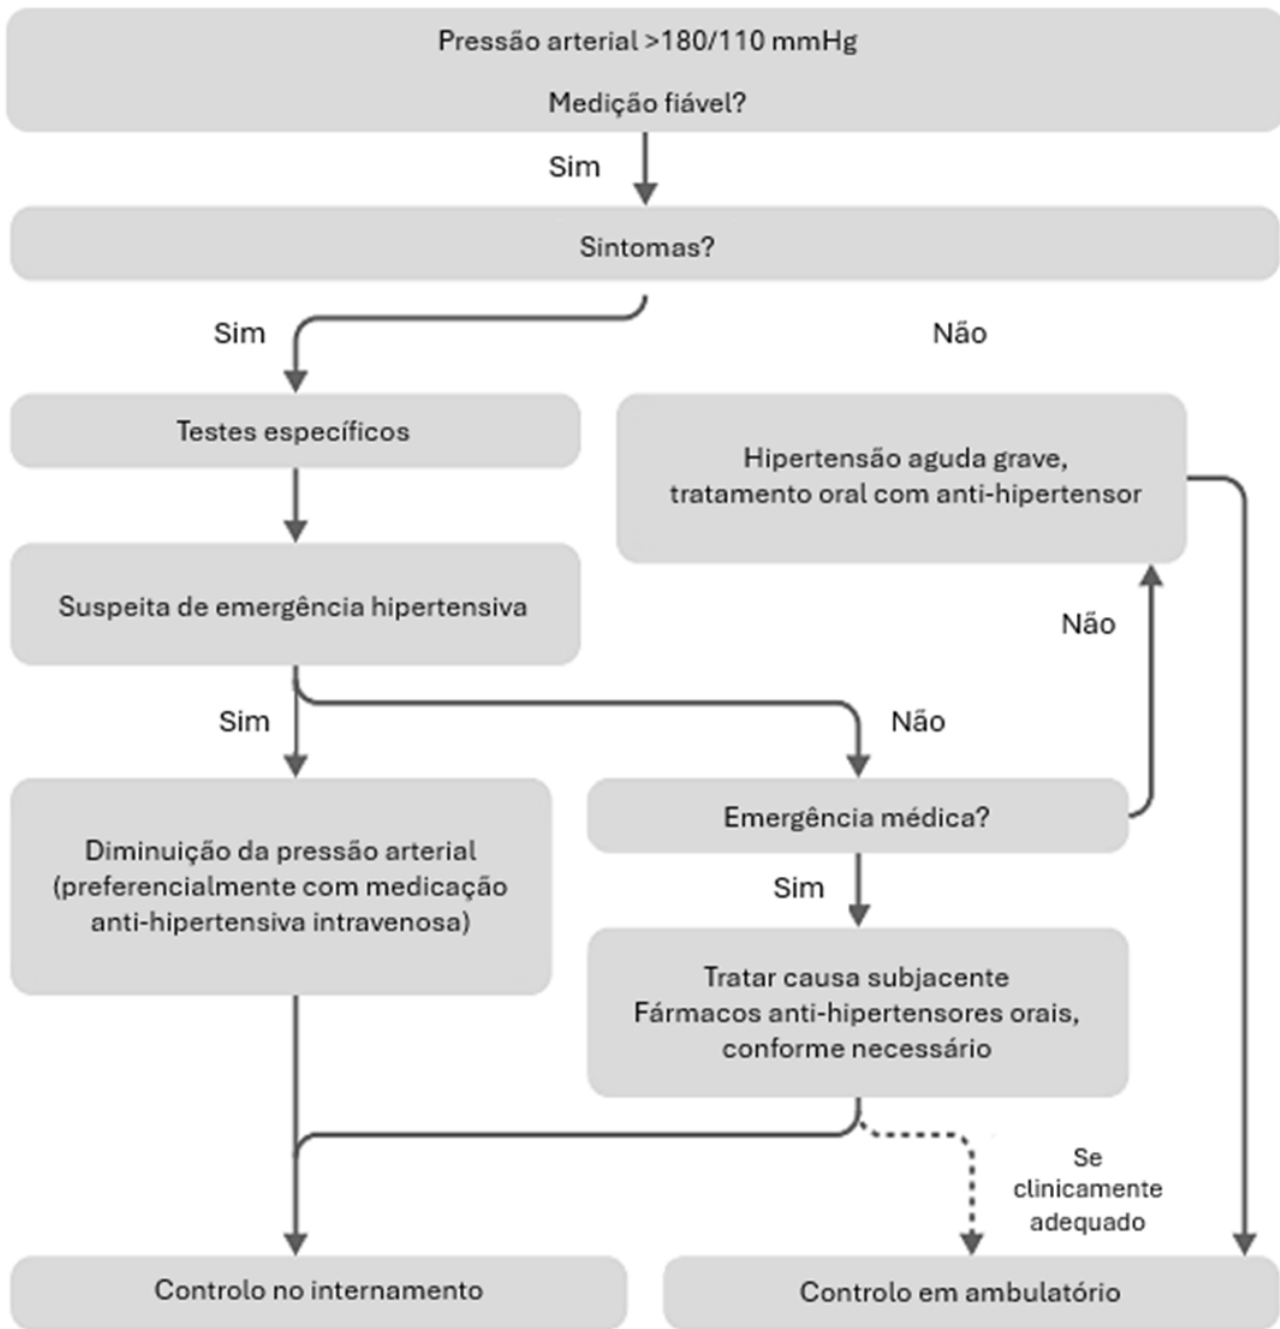 Pressão arterial >180/110 mmHg
Medição fiável?
Sim
Sintomas?
Sim
Não
Testes específicos
Hipertensão aguda grave,
tratamento oral com anti-hipertensor
Suspeita de emergência hipertensiva
Não
Sim
Não
Diminuição da pressão arterial
(preferencialmente com medicação
anti-hipertensiva intravenosa)
Emergência médica?
Sim
Tratar causa subjacente
Fármacos anti-hipertensores orais,
conforme necessário
Se
clinicamente
adequado
Controlo no internamento
Controlo em ambulatório